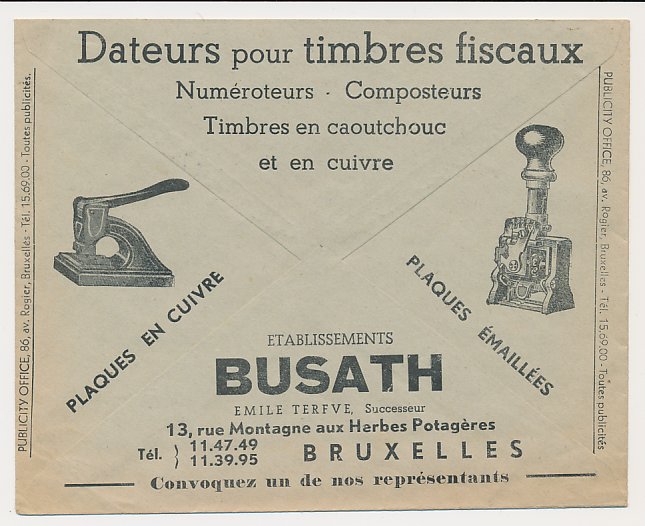 Dateurs pour timbres fiscaux
Numéroteurs - Composteurs
Timbres en caoutchouc
et en cuivre
PUBLICITY OFFICE, 86, av. Rogier, Bruxelles - Tél. 15.69.00 - Toutes publicités.
PUBLICITY OFFICE, 86, av. Rogier, Bruxelles - Tél. 15.69.00 - Toutes publicités
PLAQUES EN CUIVRE
PLAQUES ÉMAILLÉES
ETABLISSEMENTS
BUSATH
EMILE TERFVE, Successeur
13, rue Montagne aux Herbes Potagères
Tél. } 11.47.49
11.39.95
BRUXELLES
Convoquez un de nos représentants